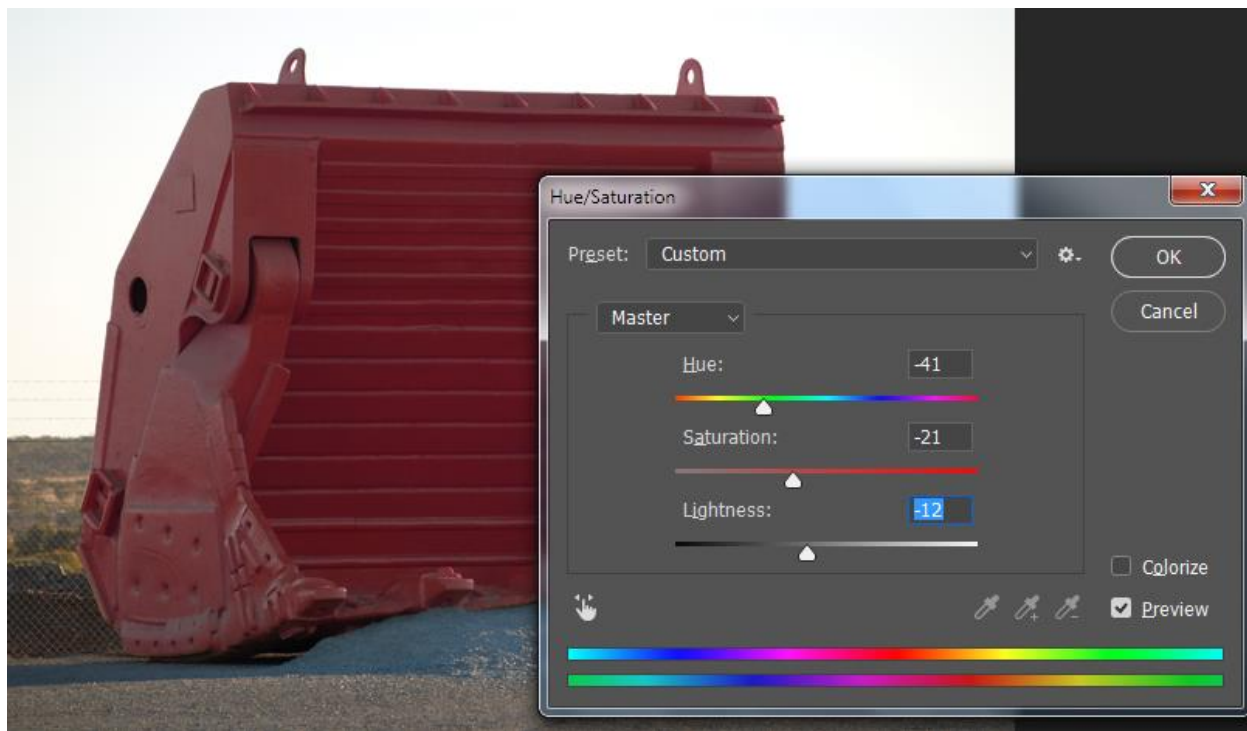 Hue/Saturation
Preset: Custom
OK
Cancel
Master
Hue: -41
Saturation: -21
Lightness: -12
Colorize
Preview